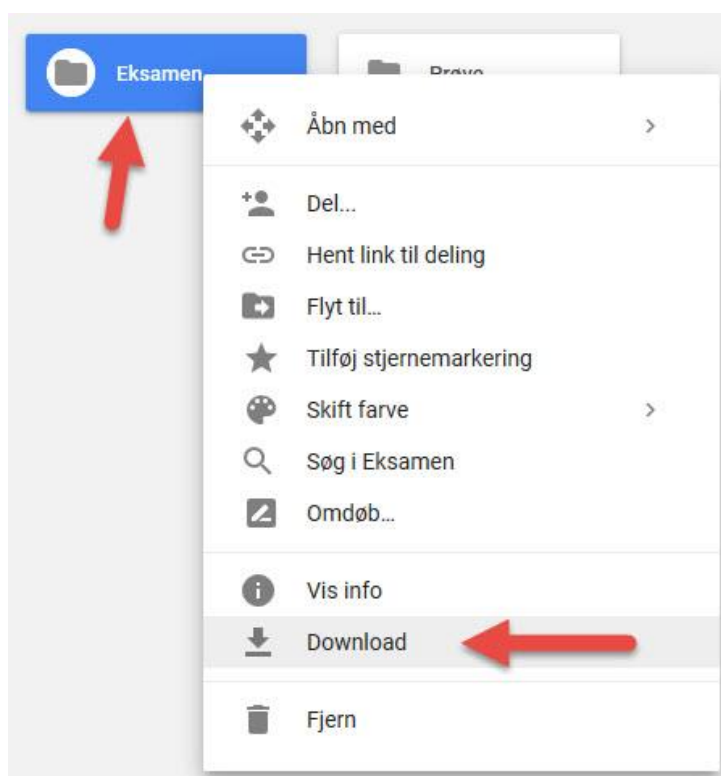 Eksamen
Prøve
Åbn med
Del...
Hent link til deling
Flyt til...
Tilføj stjernemarkering
Skift farve
Søg i Eksamen
Omdøb...
Vis info
Download
Fjern